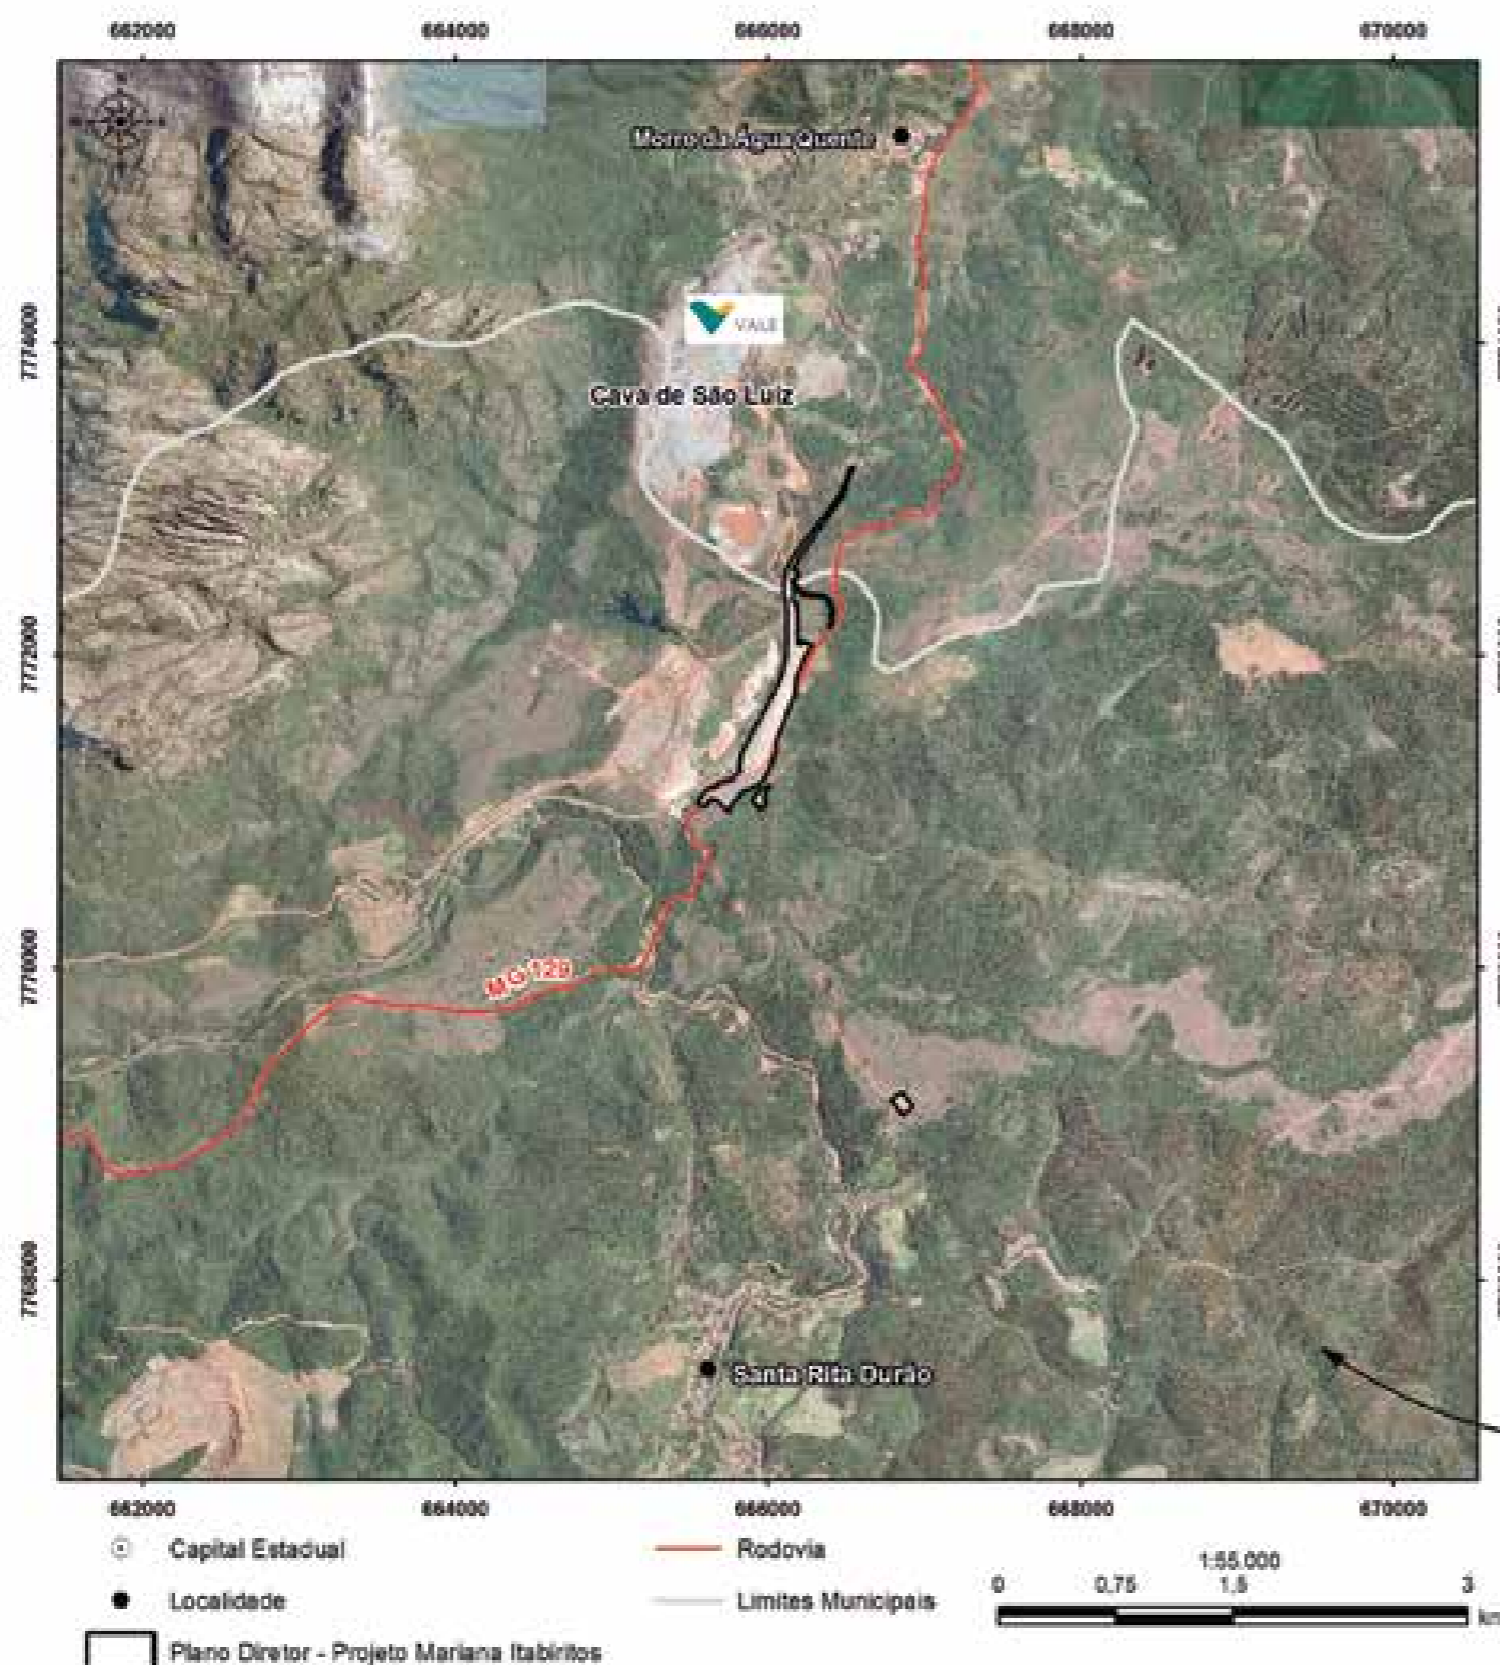 662000 664000 666000 668000 670000
Morro da Água Quente
VALE
Cava de São Luiz
7774000
7772000
7770000
MG 129
7768000
Santa Rita Durão
662000 664000 666000 668000 670000
Capital Estadual
Rodovia
1:55.000
0 0,75 1,5 3
km
Localidade
Limites Municipais
Plano Diretor - Projeto Mariana Itabiritos